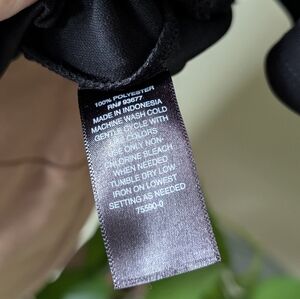 100% POLYESTER
RN# 93677
MADE IN INDONESIA
MACHINE WASH COLD
GENTLE CYCLE WITH
LIKE COLORS
USE ONLY NON-
CHLORINE BLEACH
WHEN NEEDED
TUMBLE DRY LOW
IRON ON LOWEST
SETTING AS NEEDED
75590-0